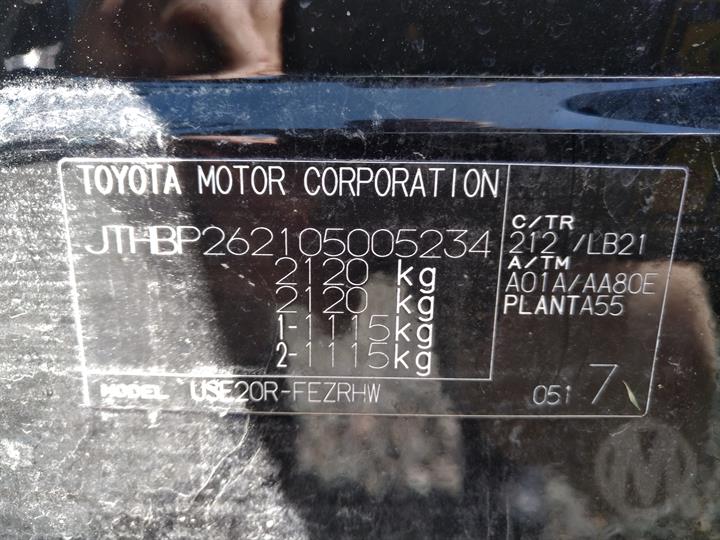 TOYOTA MOTOR CORPORATION
JTHBP262105005234
2120 kg
2120 kg
1-1115kg
2-1115kg
MODEL USE20R-FEZRHW
C/TR
212 /LB21
A/TM
A01A/AA80E
PLANTA55
051 7
M